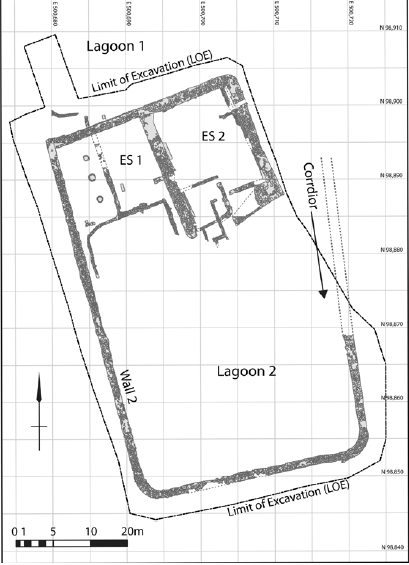 E 500,680
E 500,690
E 500,700
E 500,710
E 500,720
N 98,910
Lagoon 1
Limit of Excavation (LOE)
N 98,900
ES 2
ES 1
N 98,890
Corrdior
N 98,880
N 98,870
Lagoon 2
Wall 2
N 98,860
N 98,850
Limit of Excavation (LOE)
0 1 5 10 20m
N 98,840